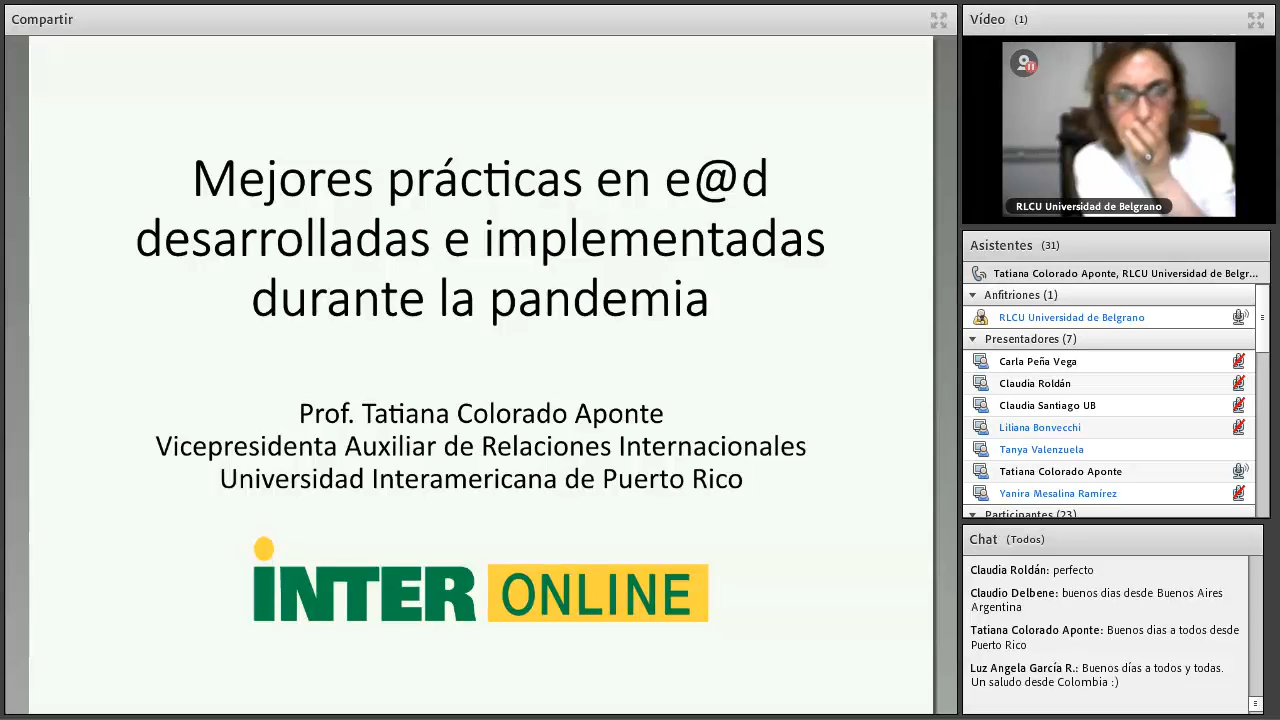 Compartir
Mejores prácticas en e@d
desarrolladas e implementadas
durante la pandemia
Prof. Tatiana Colorado Aponte
Vicepresidenta Auxiliar de Relaciones Internacionales
Universidad Interamericana de Puerto Rico
INTER ONLINE
Vídeo (1)
RLCU Universidad de Belgrano
Asistentes (31)
Tatiana Colorado Aponte, RLCU Universidad de Belgr...
Anfitriones (1)
RLCU Universidad de Belgrano
Presentadores (7)
Carla Peña Vega
Claudia Roldán
Claudia Santiago UB
Liliana Bonvecchi
Tanya Valenzuela
Tatiana Colorado Aponte
Yanira Mesalina Ramírez
Participantes (23)
Chat (Todos)
Claudia Roldán: perfecto
Claudio Delbene: buenos dias desde Buenos Aires
Argentina
Tatiana Colorado Aponte: Buenos dias a todos desde
Puerto Rico
Luz Angela García R.: Buenos días a todos y todas.
Un saludo desde Colombia :)